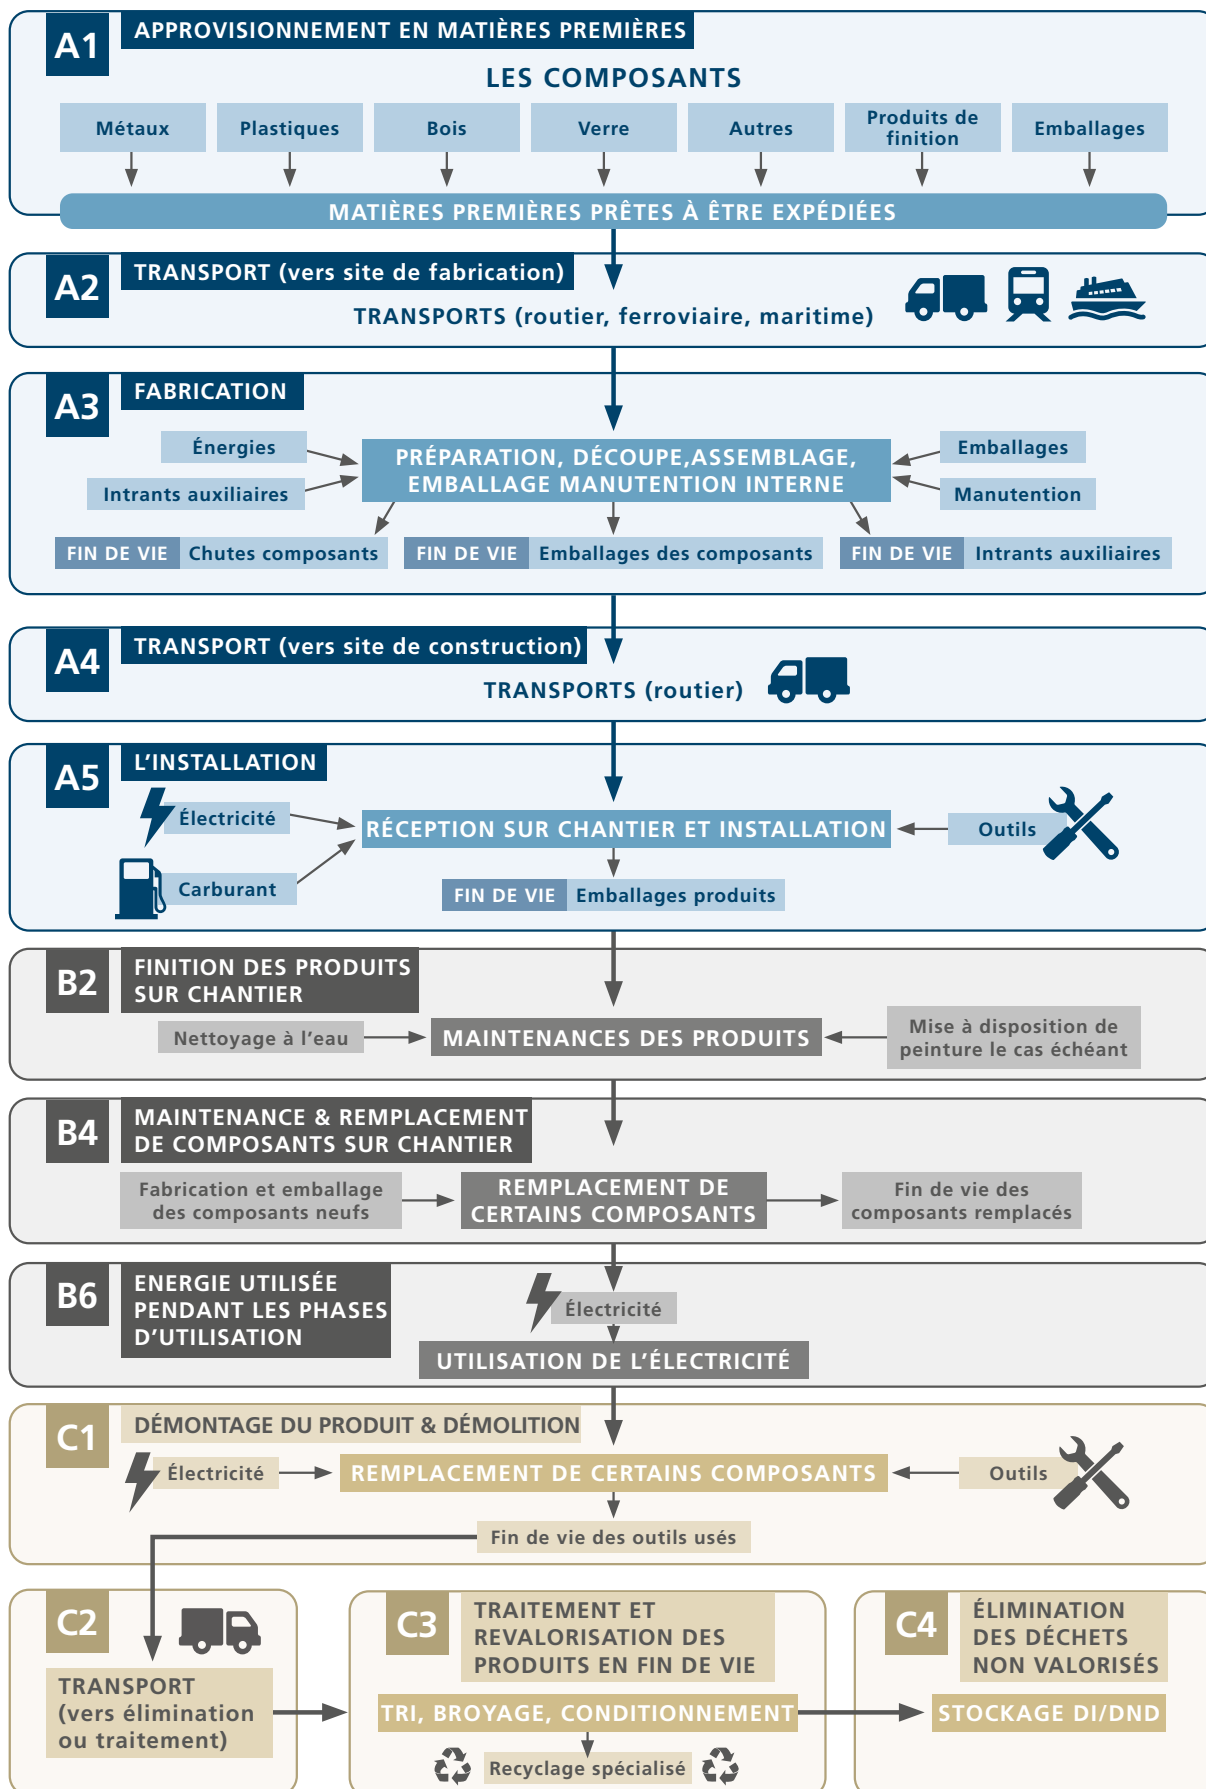 A1
APPROVISIONNEMENT EN MATIÈRES PREMIÈRES
LES COMPOSANTS
Métaux
Plastiques
Bois
Verre
Autres
Produits de
finition
Emballages
MATIÈRES PREMIÈRES PRÊTES À ÊTRE EXPÉDIÉES
A2
TRANSPORT (vers site de fabrication)
TRANSPORTS (routier, ferroviaire, maritime)
A3
FABRICATION
Énergies
Intrants auxiliaires
PRÉPARATION, DÉCOUPE,ASSEMBLAGE,
EMBALLAGE MANUTENTION INTERNE
Emballages
Manutention
FIN DE VIE Chutes composants
FIN DE VIE Emballages des composants
FIN DE VIE Intrants auxiliaires
A4
TRANSPORT (vers site de construction)
TRANSPORTS (routier)
A5
L'INSTALLATION
Électricité
Carburant
RÉCEPTION SUR CHANTIER ET INSTALLATION
Outils
FIN DE VIE Emballages produits
B2
FINITION DES PRODUITS
SUR CHANTIER
Nettoyage à l'eau
MAINTENANCES DES PRODUITS
Mise à disposition de
peinture le cas échéant
B4
MAINTENANCE & REMPLACEMENT
DE COMPOSANTS SUR CHANTIER
Fabrication et emballage
des composants neufs
REMPLACEMENT DE
CERTAINS COMPOSANTS
Fin de vie des
composants remplacés
B6
ENERGIE UTILISÉE
PENDANT LES PHASES
D'UTILISATION
Électricité
UTILISATION DE L'ÉLECTRICITÉ
C1
DÉMONTAGE DU PRODUIT & DÉMOLITION
Électricité
REMPLACEMENT DE CERTAINS COMPOSANTS
Outils
Fin de vie des outils usés
C2
TRANSPORT
(vers élimination
ou traitement)
C3
TRAITEMENT ET
REVALORISATION DES
PRODUITS EN FIN DE VIE
TRI, BROYAGE, CONDITIONNEMENT
Recyclage spécialisé
C4
ÉLIMINATION
DES DÉCHETS
NON VALORISÉS
STOCKAGE DI/DND